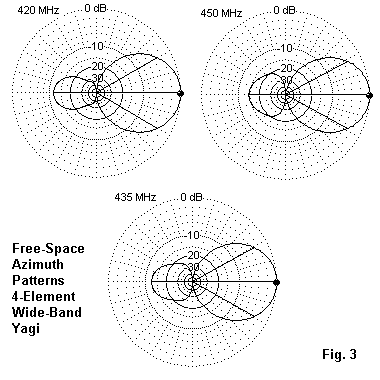 420 MHz
0 dB
-10
-20
-30
450 MHz
0 dB
-10
-20
-30
435 MHz
0 dB
-10
-20
-30
Free-Space
Azimuth
Patterns
4-Element
Wide-Band
Yagi
Fig. 3